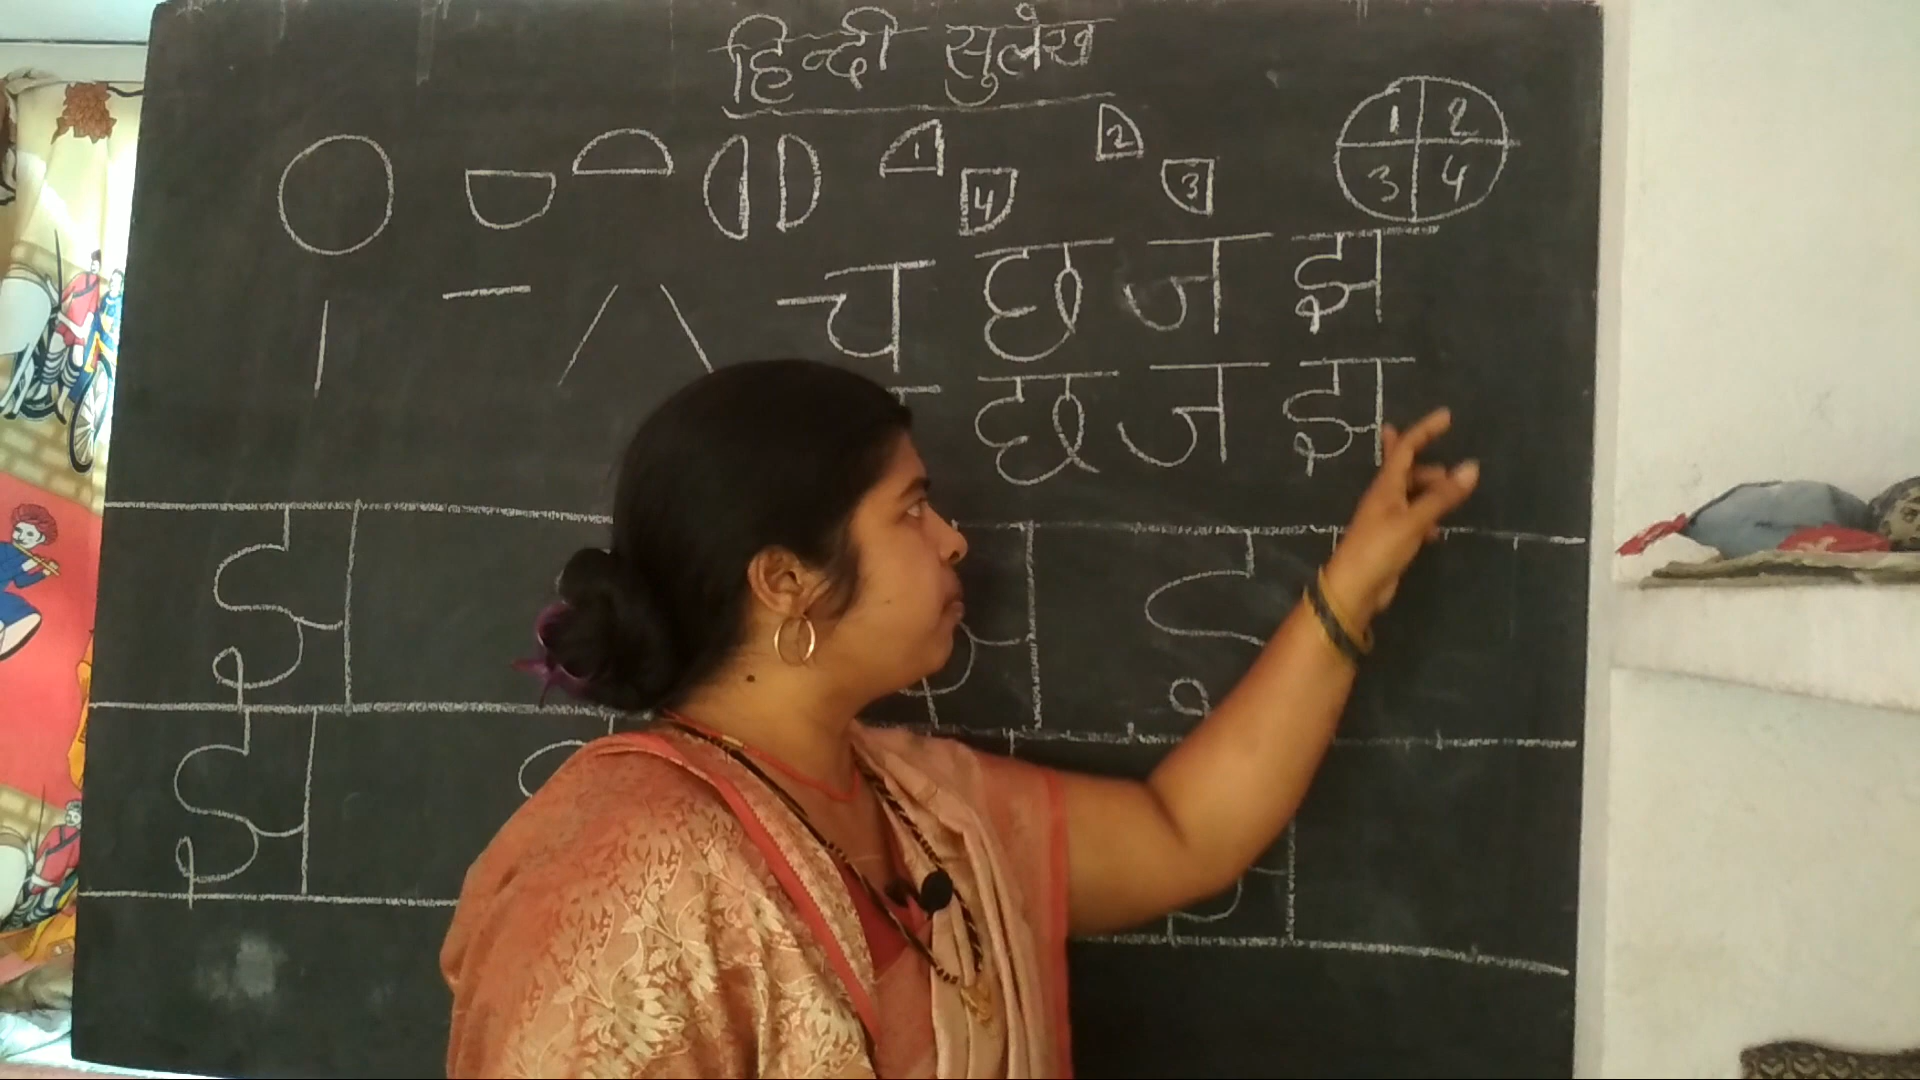 हिन्दी सुलेख
1 2
1 2
4 3
3 4
च छ ज झ
छ ज झ
झ
झ